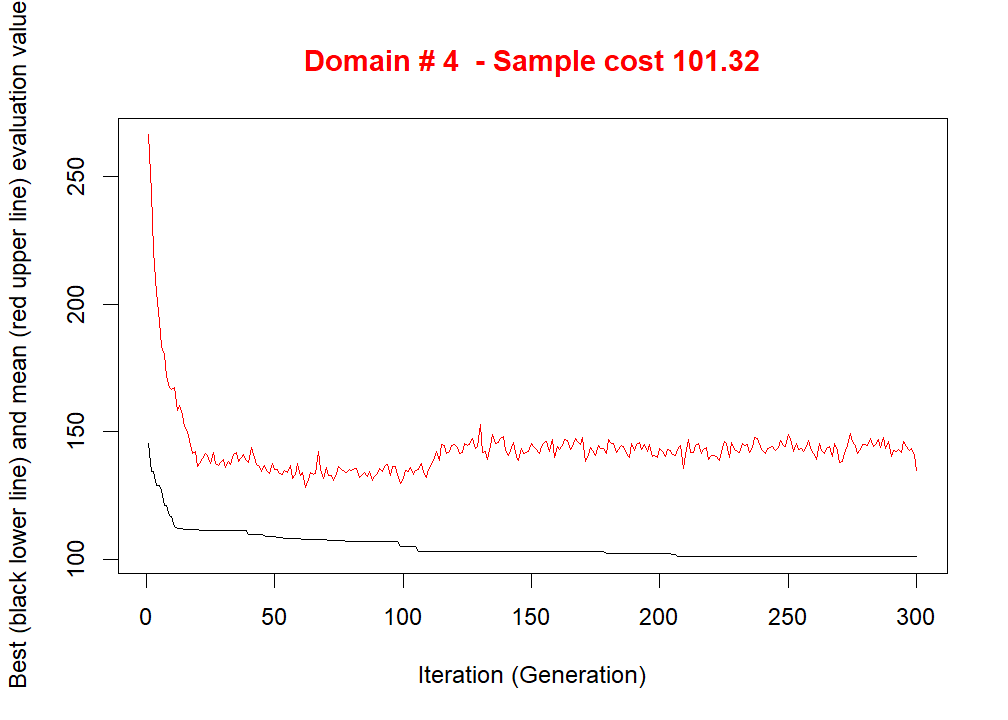 Domain # 4  - Sample cost 101.32
Best (black lower line) and mean (red upper line) evaluation value
250
200
150
100
0 50 100 150 200 250 300
Iteration (Generation)